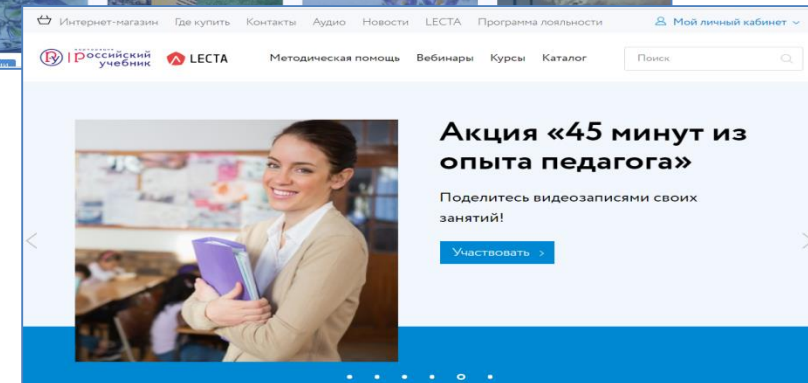 Интернет-магазин Где купить Контакты Аудио Новости LECTA Программа лояльности Мой личный кабинет
российский учебник LECTA Методическая помощь Вебинары Курсы Каталог Поиск
Акция «45 минут из
опыта педагога»
Поделитесь видеозаписями своих
занятий!
Участвовать >